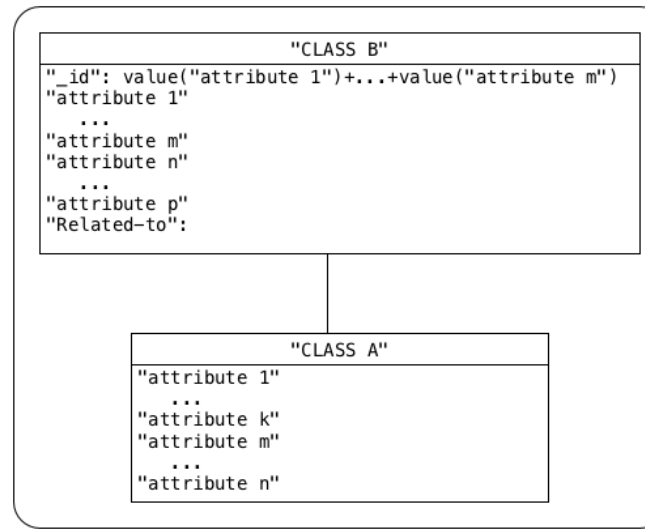 "CLASS B"
"_id": value("attribute 1")+...+value("attribute m")
"attribute 1"
...
"attribute m"
"attribute n"
...
"attribute p"
"Related-to":
"CLASS A"
"attribute 1"
...
"attribute k"
"attribute m"
...
"attribute n"